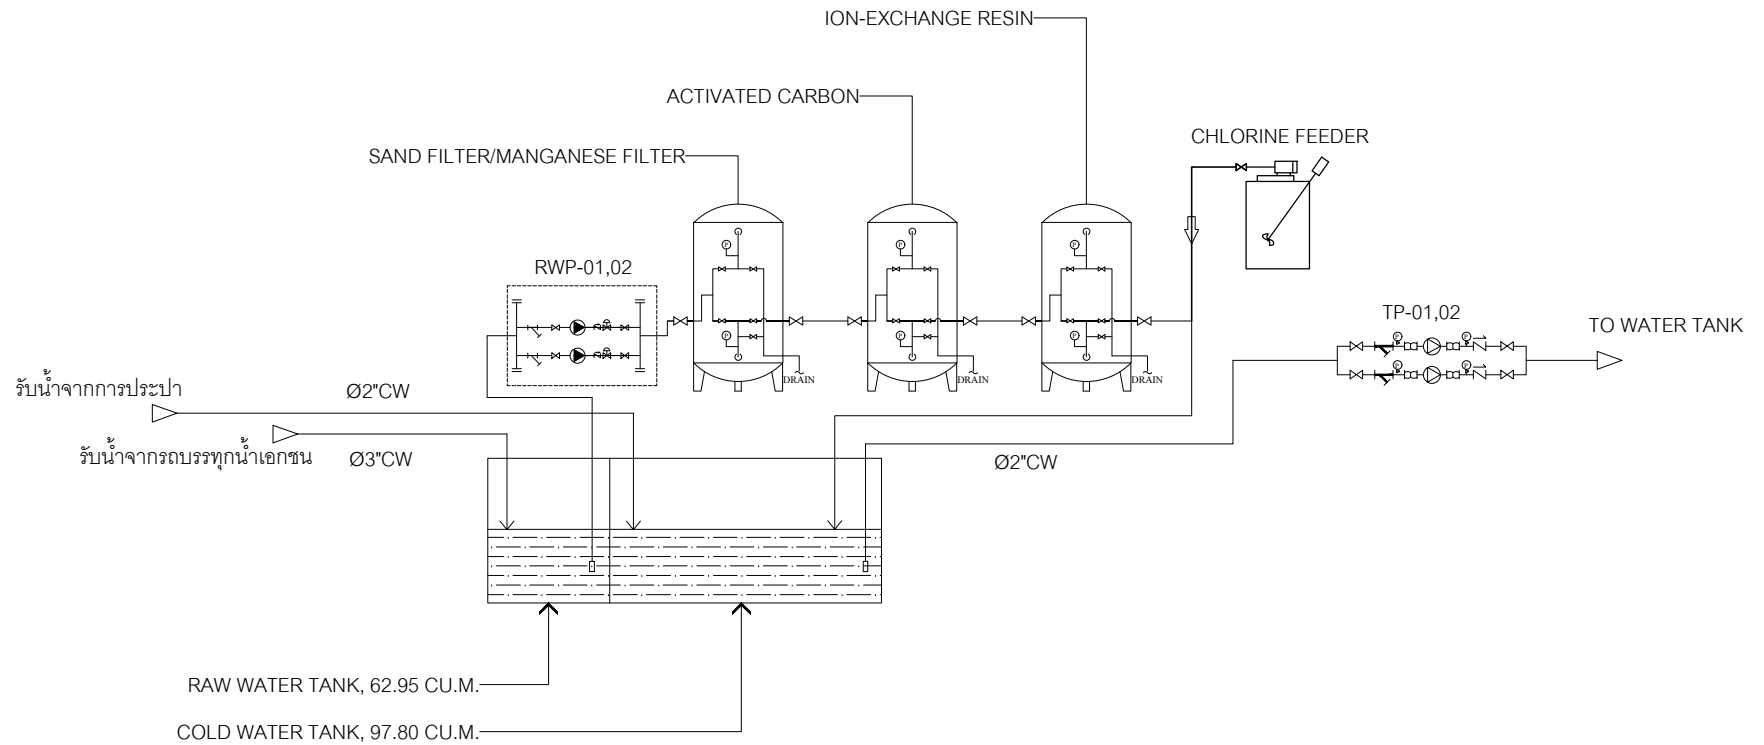 ION-EXCHANGE RESIN
ACTIVATED CARBON
CHLORINE FEEDER
SAND FILTER/MANGANESE FILTER
P
P
P
RWP-01,02
TP-01,02
TO WATER TANK
P
P
P
P
P
P
P
DRAIN
DRAIN
DRAIN
รับน้ำจากการประปา
Ø2"CW
รับน้ำจากรถบรรทุกน้ำเอกชน
Ø3"CW
Ø2"CW
RAW WATER TANK, 62.95 CU.M.
COLD WATER TANK, 97.80 CU.M.